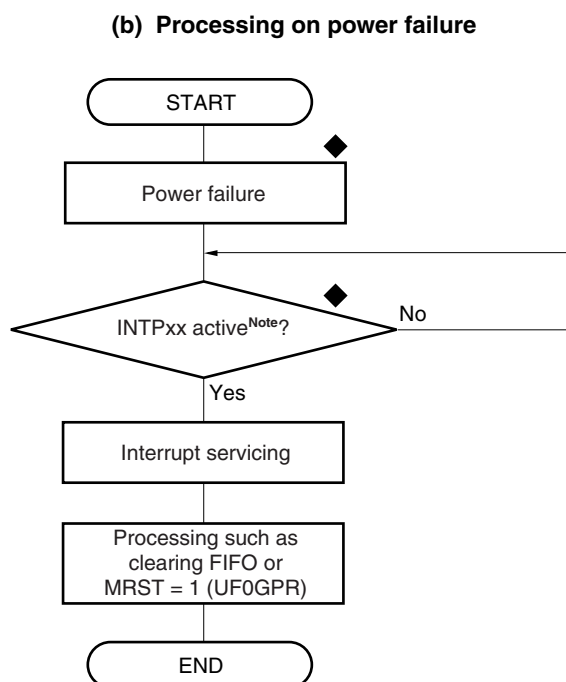 (b) Processing on power failure
START
Power failure
INTPxx activeNote?
No
Yes
Interrupt servicing
Processing such as
clearing FIFO or
MRST = 1 (UF0GPR)
END